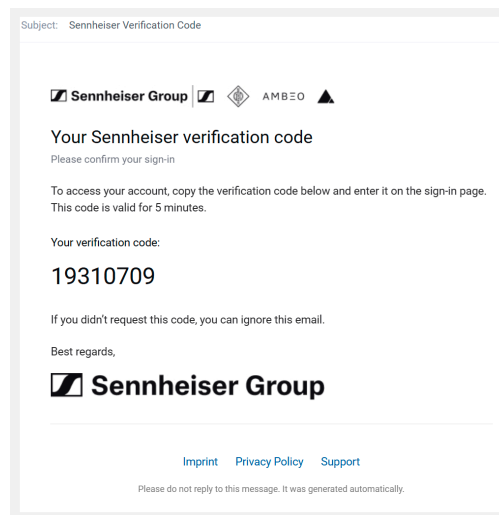 Subject: Sennheiser Verification Code
Sennheiser Group AMBEO
Your Sennheiser verification code
Please confirm your sign-in
To access your account, copy the verification code below and enter it on the sign-in page.
This code is valid for 5 minutes.
Your verification code:
19310709
If you didn't request this code, you can ignore this email.
Best regards,
Sennheiser Group
Imprint Privacy Policy Support
Please do not reply to this message. It was generated automatically.